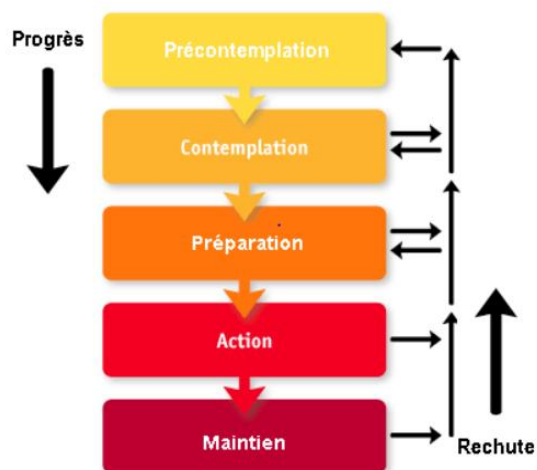 Progrès
Précontemplation
Contemplation
Préparation
Action
Maintien
Rechute